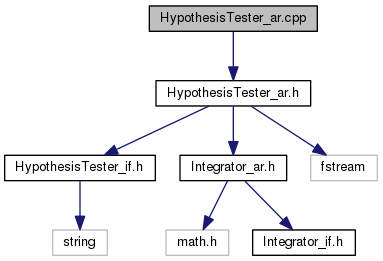 HypothesisTester_ar.cpp
HypothesisTester_ar.h
HypothesisTester_if.h
Integrator_ar.h
fstream
string
math.h
Integrator_if.h